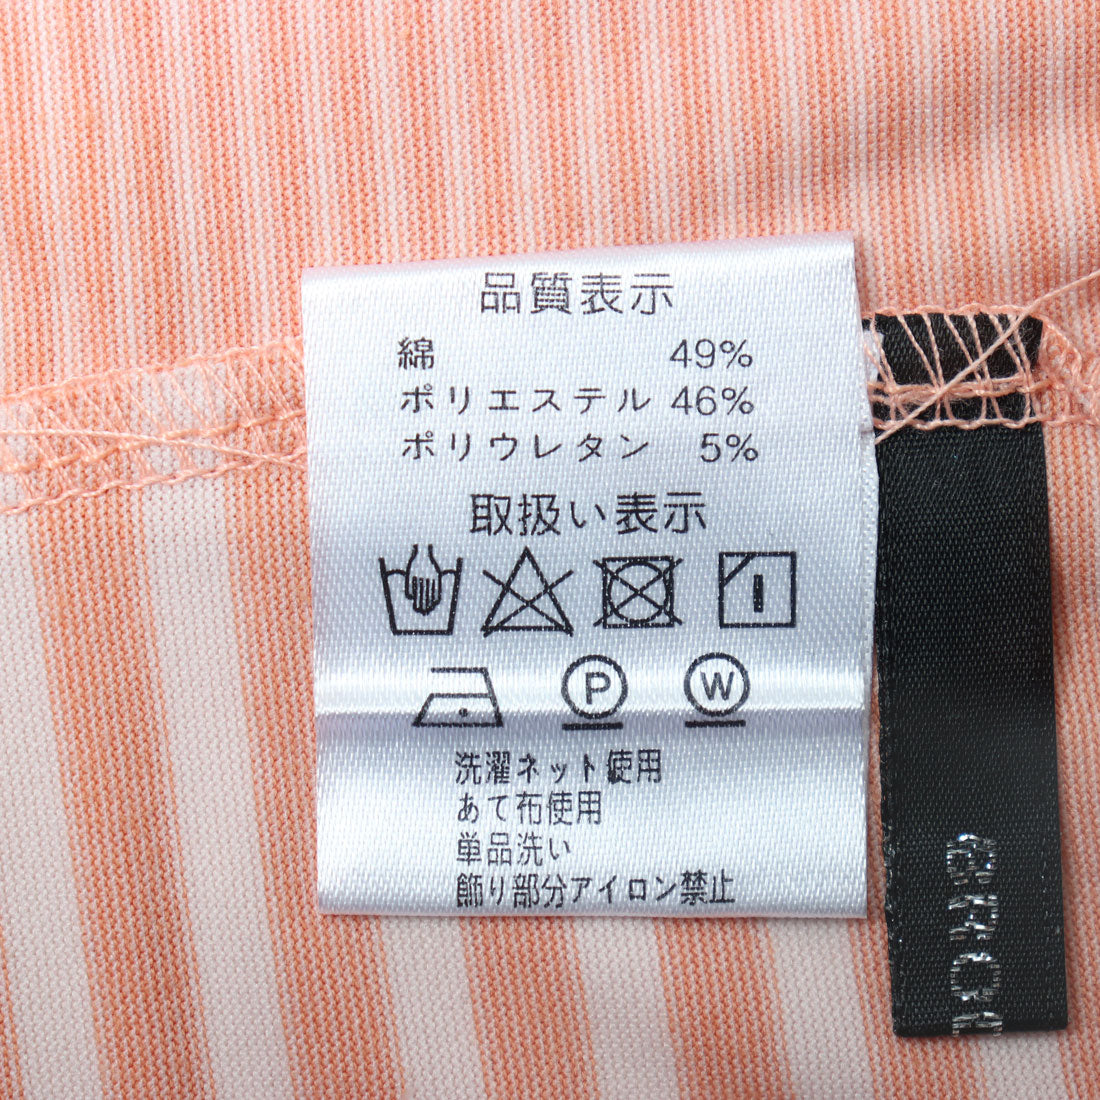 品質表示
綿 49%
ポリエステル 46%
ポリウレタン 5%
取扱い表示
P W
洗濯ネット使用
あて布使用
単品洗い
飾り部分アイロン禁止